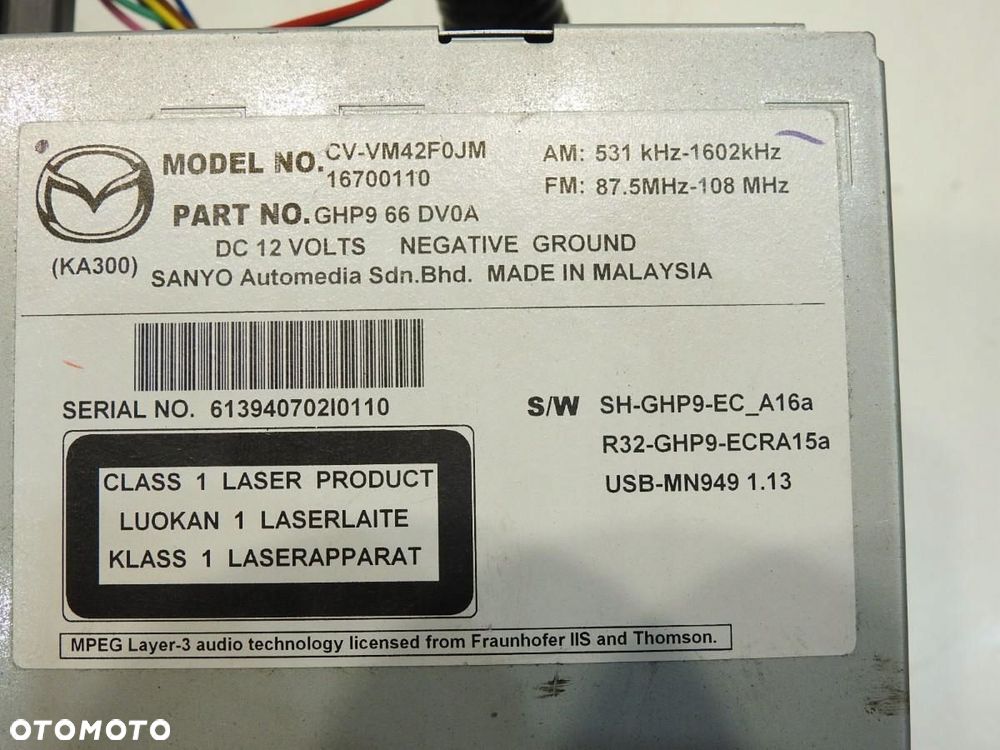 MODEL NO. CV-VM42F0JM
16700110
AM: 531 kHz-1602kHz
FM: 87.5MHz-108 MHz
PART NO. GHP9 66 DV0A
DC 12 VOLTS NEGATIVE GROUND
(KA300)
SANYO Automedia Sdn.Bhd. MADE IN MALAYSIA
SERIAL NO. 613940702I0110
S/W SH-GHP9-EC_A16a
R32-GHP9-ECRA15a
USB-MN949 1.13
CLASS 1 LASER PRODUCT
LUOKAN 1 LASERLAITE
KLASS 1 LASERAPPARAT
MPEG Layer-3 audio technology licensed from Fraunhofer IIS and Thomson.
OTOMOTO